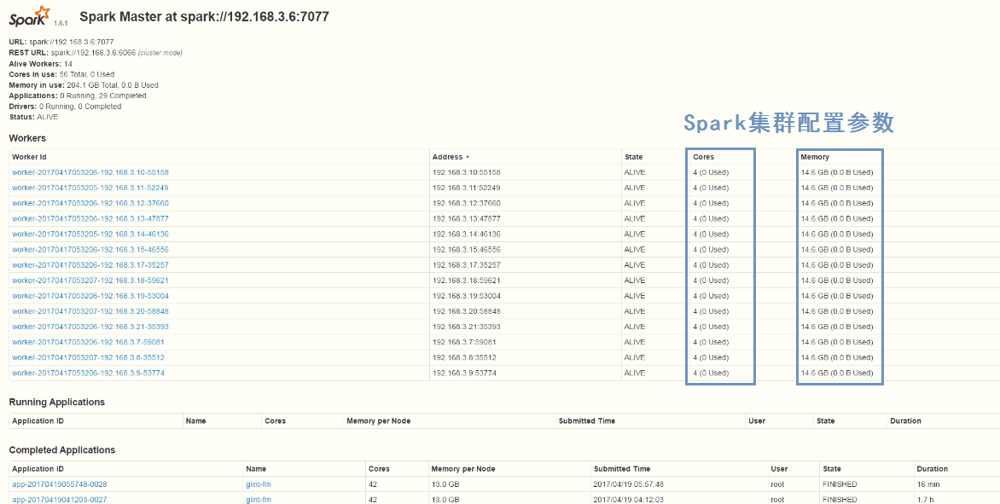 Spark 1.6.1 Spark Master at spark://192.168.3.6:7077
URL: spark://192.168.3.6:7077
REST URL: spark://192.168.3.6:6066 (cluster mode)
Alive Workers: 14
Cores in use: 56 Total, 0 Used
Memory in use: 204.1 GB Total, 0.0 B Used
Applications: 0 Running, 29 Completed
Drivers: 0 Running, 0 Completed
Status: ALIVE
Spark集群配置参数
Workers
Worker Id Address State Cores Memory
worker-20170417053206-192.168.3.10-55158 192.168.3.10:55158 ALIVE 4 (0 Used) 14.6 GB (0.0 B Used)
worker-20170417053205-192.168.3.11-52249 192.168.3.11:52249 ALIVE 4 (0 Used) 14.6 GB (0.0 B Used)
worker-20170417053206-192.168.3.12-37660 192.168.3.12:37660 ALIVE 4 (0 Used) 14.6 GB (0.0 B Used)
worker-20170417053206-192.168.3.13-47877 192.168.3.13:47877 ALIVE 4 (0 Used) 14.6 GB (0.0 B Used)
worker-20170417053205-192.168.3.14-46136 192.168.3.14:46136 ALIVE 4 (0 Used) 14.6 GB (0.0 B Used)
worker-20170417053206-192.168.3.15-46556 192.168.3.15:46556 ALIVE 4 (0 Used) 14.6 GB (0.0 B Used)
worker-20170417053206-192.168.3.17-35257 192.168.3.17:35257 ALIVE 4 (0 Used) 14.6 GB (0.0 B Used)
worker-20170417053207-192.168.3.18-59621 192.168.3.18:59621 ALIVE 4 (0 Used) 14.6 GB (0.0 B Used)
worker-20170417053206-192.168.3.19-53004 192.168.3.19:53004 ALIVE 4 (0 Used) 14.6 GB (0.0 B Used)
worker-20170417053207-192.168.3.20-58848 192.168.3.20:58848 ALIVE 4 (0 Used) 14.6 GB (0.0 B Used)
worker-20170417053206-192.168.3.21-35393 192.168.3.21:35393 ALIVE 4 (0 Used) 14.6 GB (0.0 B Used)
worker-20170417053206-192.168.3.7-59081 192.168.3.7:59081 ALIVE 4 (0 Used) 14.6 GB (0.0 B Used)
worker-20170417053207-192.168.3.8-35512 192.168.3.8:35512 ALIVE 4 (0 Used) 14.6 GB (0.0 B Used)
worker-20170417053206-192.168.3.9-53774 192.168.3.9:53774 ALIVE 4 (0 Used) 14.6 GB (0.0 B Used)
Running Applications
Application ID Name Cores Memory per Node Submitted Time User State Duration
Completed Applications
Application ID Name Cores Memory per Node Submitted Time User State Duration
app-20170419055748-0028 glint-fm 42 13.0 GB 2017/04/19 05:57:48 root FINISHED 16 min
app-20170419041203-0027 glint-fm 42 13.0 GB 2017/04/19 04:12:03 root FINISHED 1.7 h